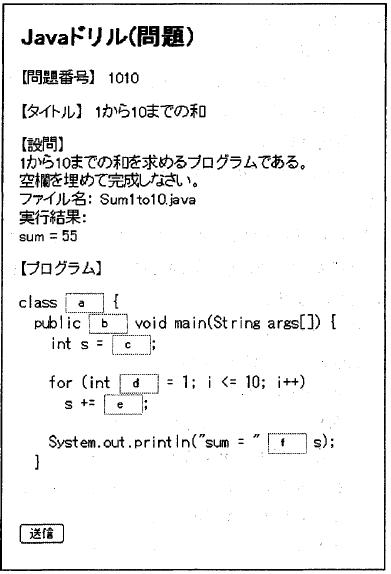 Javaドリル(問題)
【問題番号】 1010
【タイトル】 1から10までの和
【設問】
1から10までの和を求めるプログラムである。
空欄を埋めて完成しなさい。
ファイル名: Sum1to10.java
実行結果:
sum = 55
【プログラム】
class a {
public b void main(String args[]) {
int s = c ;
for (int d = 1; i <= 10; i++)
s += e ;
System.out.println("sum = " f s);
}
送信